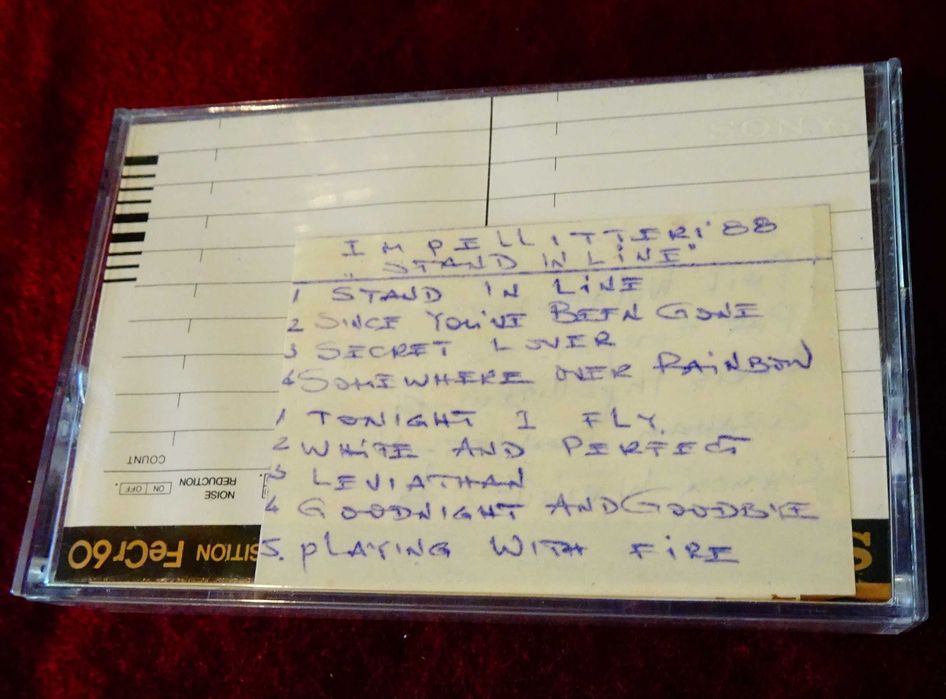 SONY
IMPELLITTERI'88
"STAND IN LINE"
1 STAND IN LINE
2 SINCE YOU'VE BEEN GONE
3 SECRET LOVER
4 SOMEWHERE OVER RAINBOW
1 TONIGHT I FLY.
2 WHITE AND PERFECT
3 LEVIATHAN
4 GOODNIGHT AND GOODBYE
5. PLAYING WITH FIRE
COUNT
NOISE REDUCTION
ON OFF
SITION FeCr60